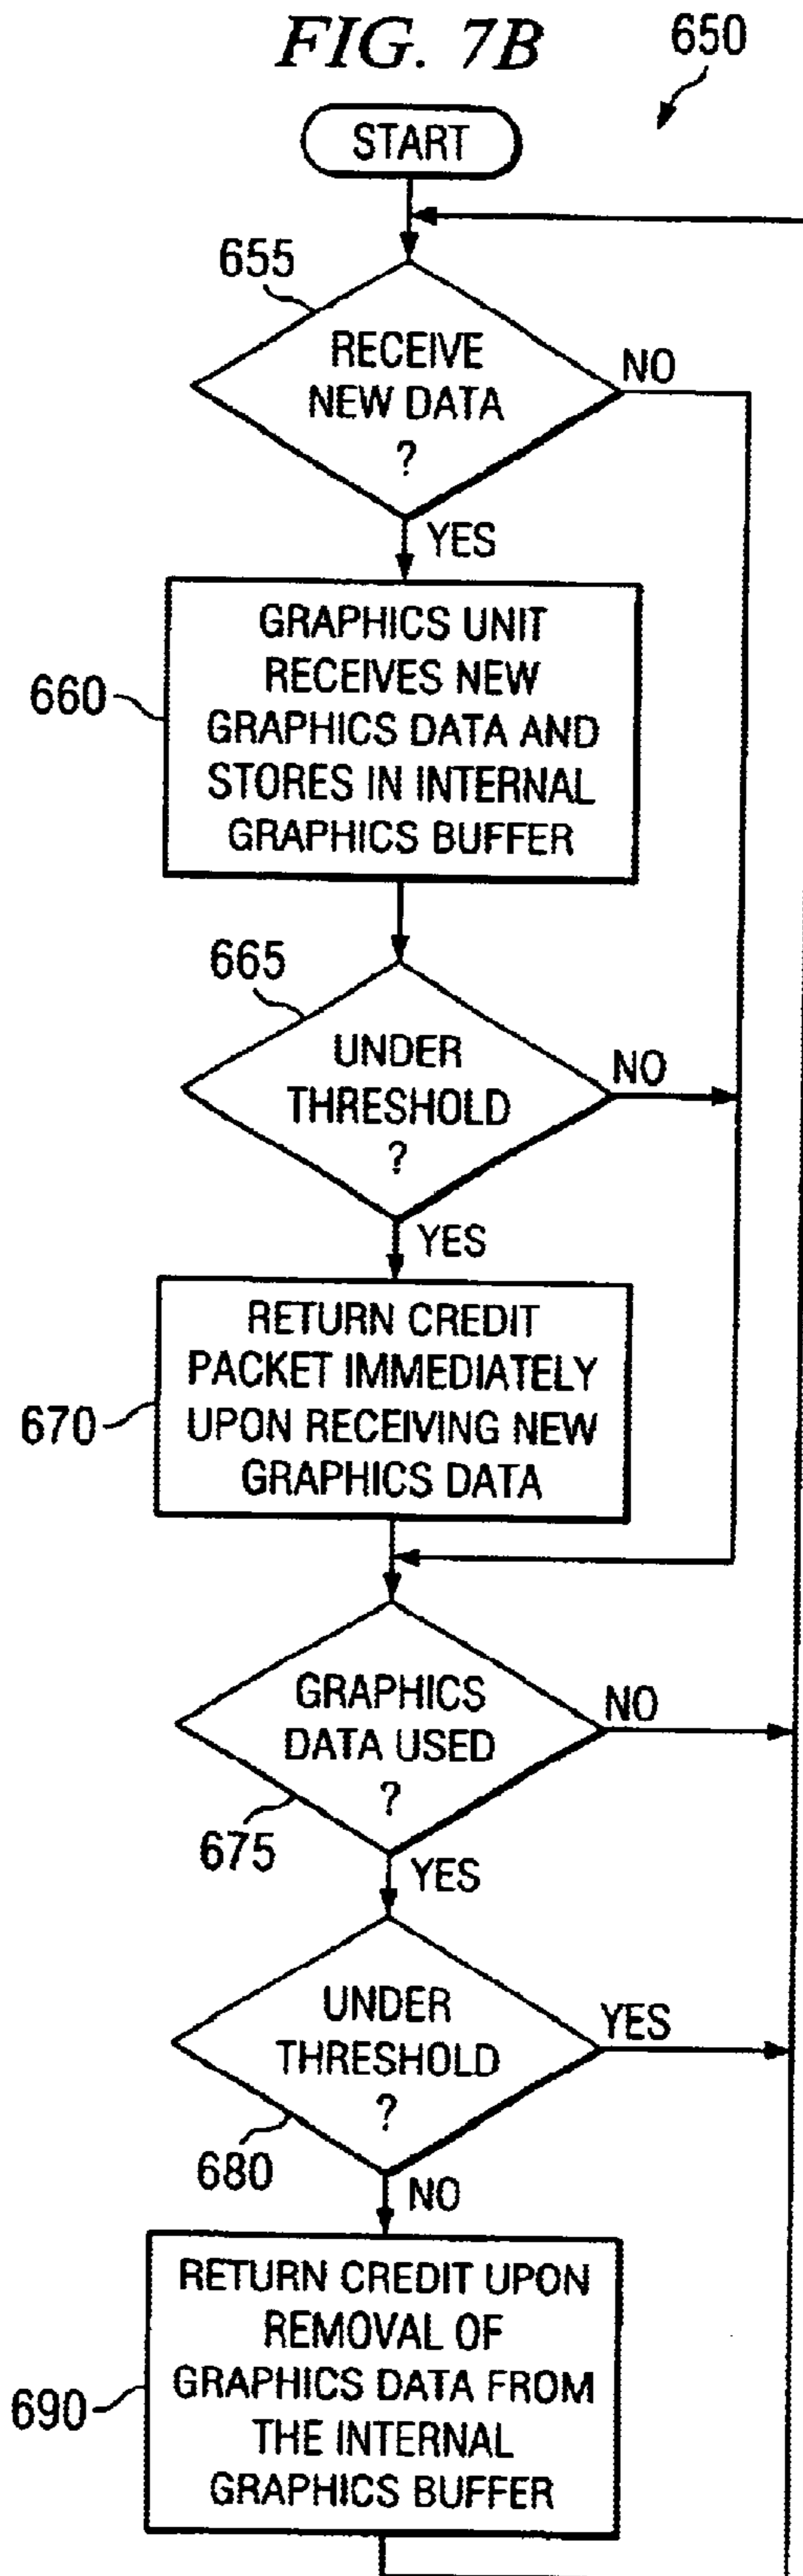 FIG. 7B
650
START
655
RECEIVE
NEW DATA
?
NO
YES
660
GRAPHICS UNIT
RECEIVES NEW
GRAPHICS DATA AND
STORES IN INTERNAL
GRAPHICS BUFFER
665
UNDER
THRESHOLD
?
NO
YES
670
RETURN CREDIT
PACKET IMMEDIATELY
UPON RECEIVING NEW
GRAPHICS DATA
GRAPHICS
DATA USED
?
NO
675
YES
UNDER
THRESHOLD
?
YES
680
NO
690
RETURN CREDIT UPON
REMOVAL OF
GRAPHICS DATA FROM
THE INTERNAL
GRAPHICS BUFFER